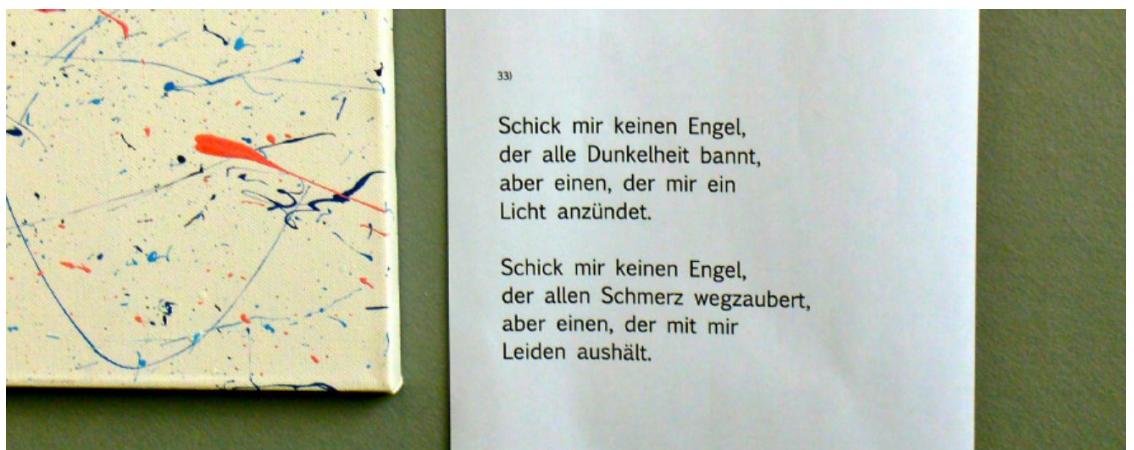 33)
Schick mir keinen Engel,
der alle Dunkelheit bannt,
aber einen, der mir ein
Licht anzündet.
Schick mir keinen Engel,
der allen Schmerz wegzaubert,
aber einen, der mit mir
Leiden aushält.